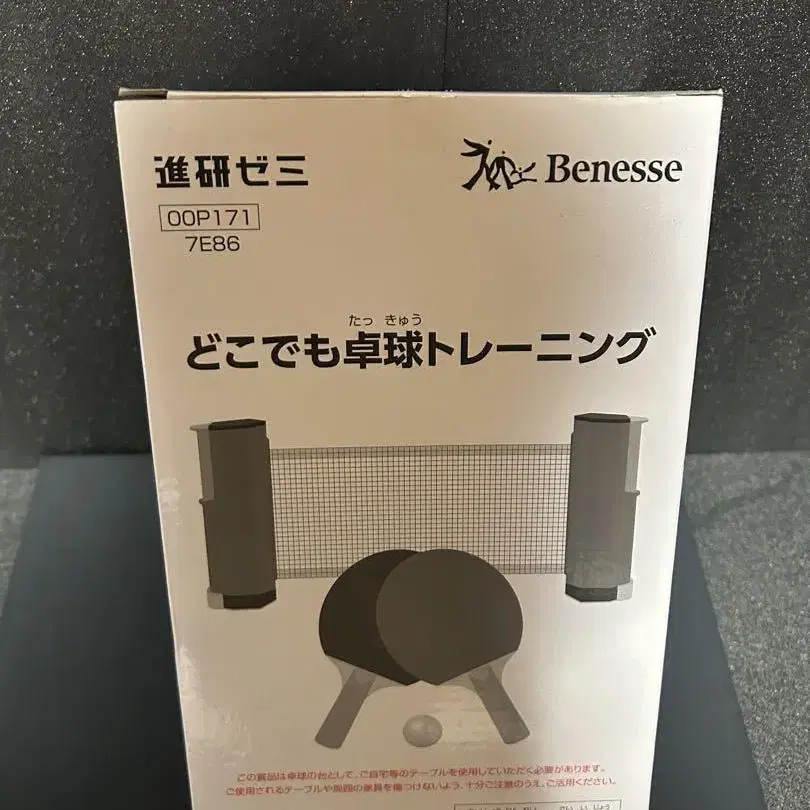 進研ゼミ
Benesse
00P171
7E86
たっ きゅう
どこでも卓球トレーニング
この賞品は卓球の台として、ご自宅等のテーブルを使用していただく必要があります。
ご使用されるテーブルや周囲の家具を傷つけないよう、十分ご注意のうえ、ご活用ください。